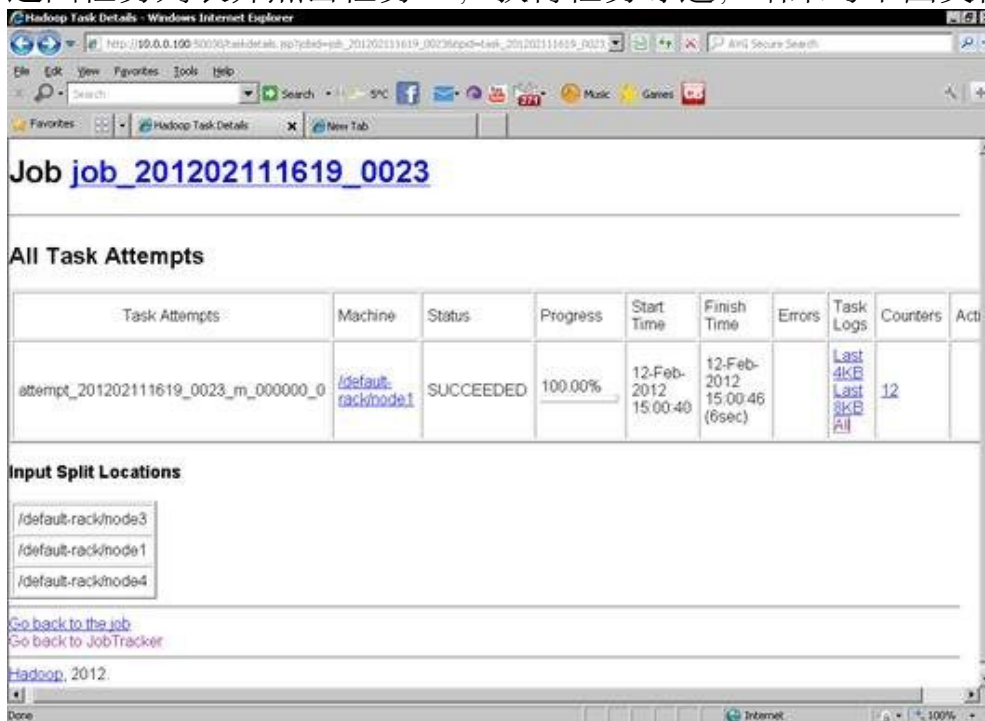 Hadoop Task Details - Windows Internet Explorer
File Edit View Favorites Tools Help
Search Search 5°C Music Games
Favorites Hadoop Task Details New Tab
Job job_201202111619_0023
All Task Attempts
Task Attempts Machine Status Progress Start Time Finish Time Errors Task Logs Counters Acti
attempt_201202111619_0023_m_000000_0 /default-rack/node1 SUCCEEDED 100.00% 12-Feb-2012 15:00:40 12-Feb-2012 15:00:46 (6sec) Last 4KB Last 8KB All 12
Input Split Locations
/default-rack/node3
/default-rack/node1
/default-rack/node4
Go back to the job
Go back to JobTracker
Hadoop, 2012.
Done Internet 100%